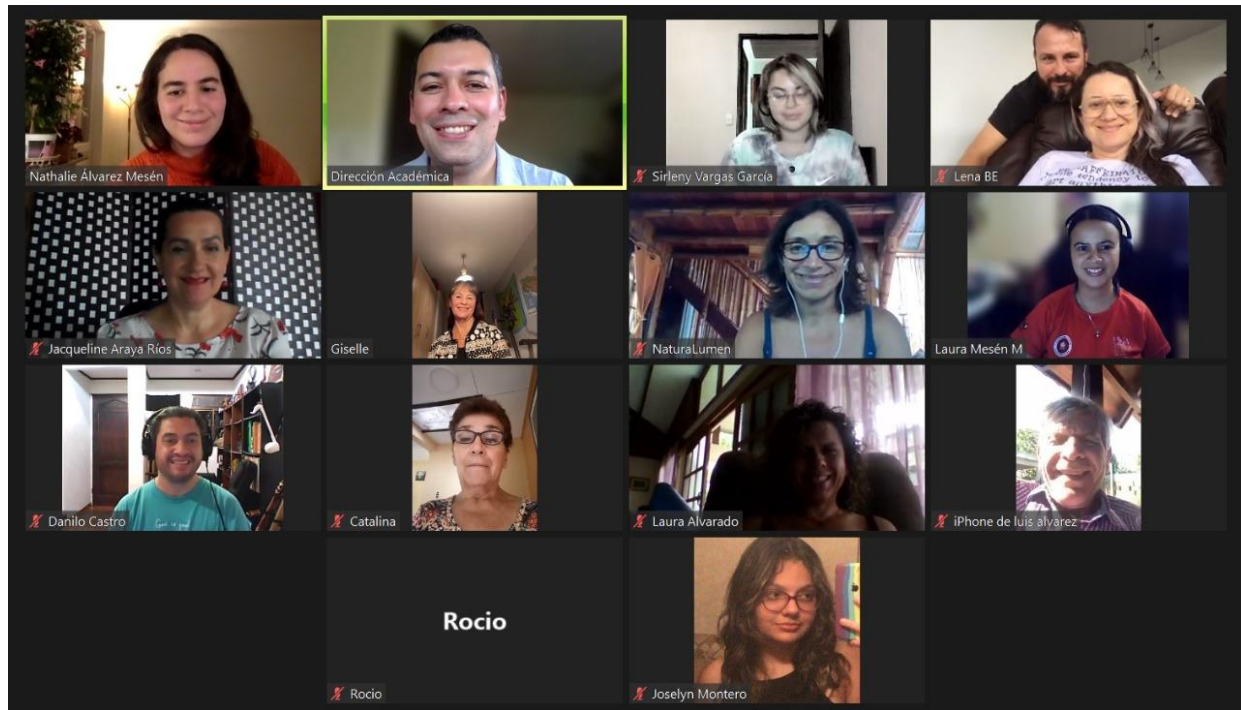 Nathalie Álvarez Mesén
Dirección Académica
Sirleny Vargas García
Lena BE
Jacqueline Araya Ríos
Giselle
NaturaLumen
Laura Mesén M
Danilo Castro
Catalina
Laura Alvarado
iPhone de luis alvarez
Rocio
Rocio
Joselyn Montero